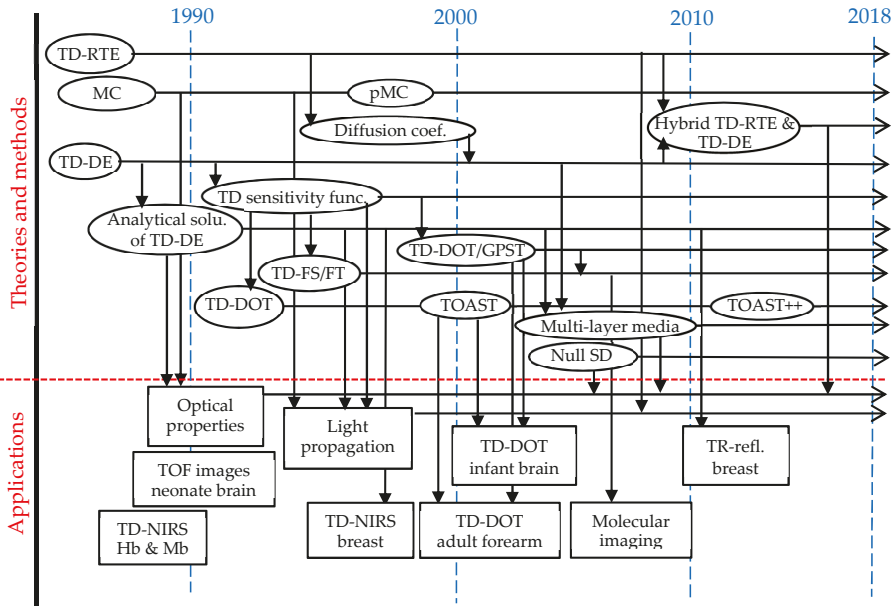 1990
2000
2010
2018
Theories and methods
TD-RTE
MC
pMC
Diffusion coef.
Hybrid TD-RTE &
TD-DE
TD-DE
TD sensitivity func.
Analytical solu.
of TD-DE
TD-DOT/GPST
TD-FS/FT
TD-DOT
TOAST
TOAST++
Multi-layer media
Null SD
Applications
Optical
properties
Light
propagation
TD-DOT
infant brain
TR-refl.
breast
TOF images
neonate brain
TD-NIRS
Hb & Mb
TD-NIRS
breast
TD-DOT
adult forearm
Molecular
imaging